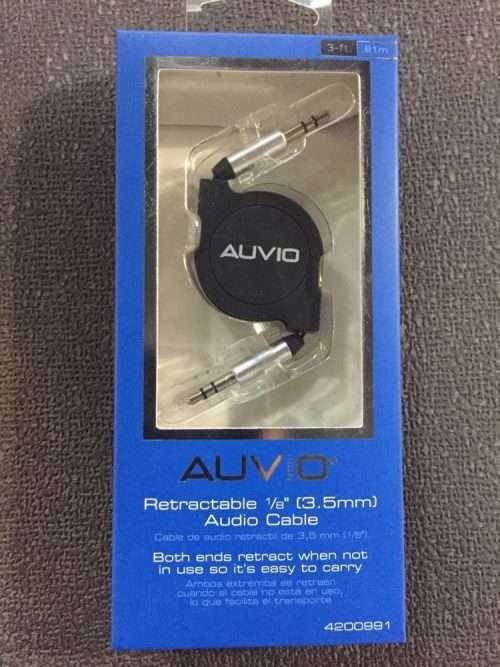 3-ft. .91m
AUVIO
AUVIO®
Retractable 1/8" (3.5mm)
Audio Cable
Cable de audio retráctil de 3,5 mm (1/8")
Both ends retract when not
in use so it's easy to carry
Ambos extremos se retraen
cuando el cable no está en uso,
lo que facilita el transporte
4200991